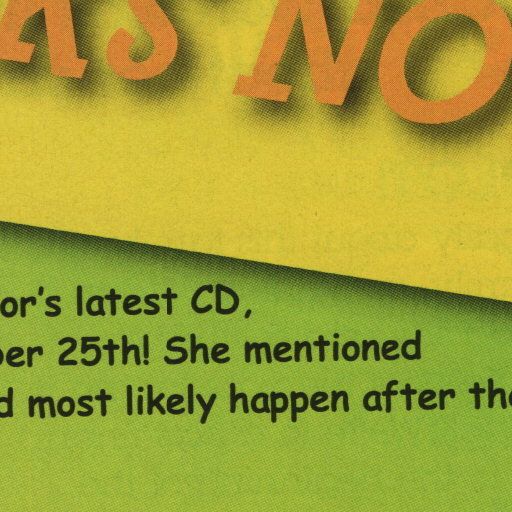 AS NO
or's latest CD,
ber 25th! She mentioned
d most likely happen after the